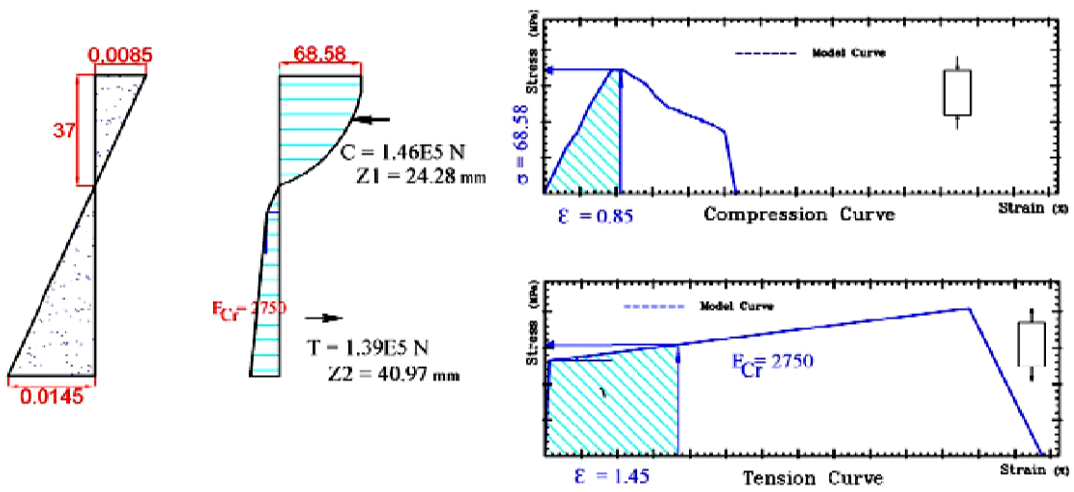 0.0085
37
0.0145
68.58
C = 1.46E5 N
Z1 = 24.28 mm
E Cr = 2750
T = 1.39E5 N
Z2 = 40.97 mm
Stress (MPa)
Model Curve
σ = 68.58
ε = 0.85
Compression Curve
Strain (%)
Stress (MPa)
Model Curve
E Cr = 2750
ε = 1.45
Tension Curve
Strain (%)